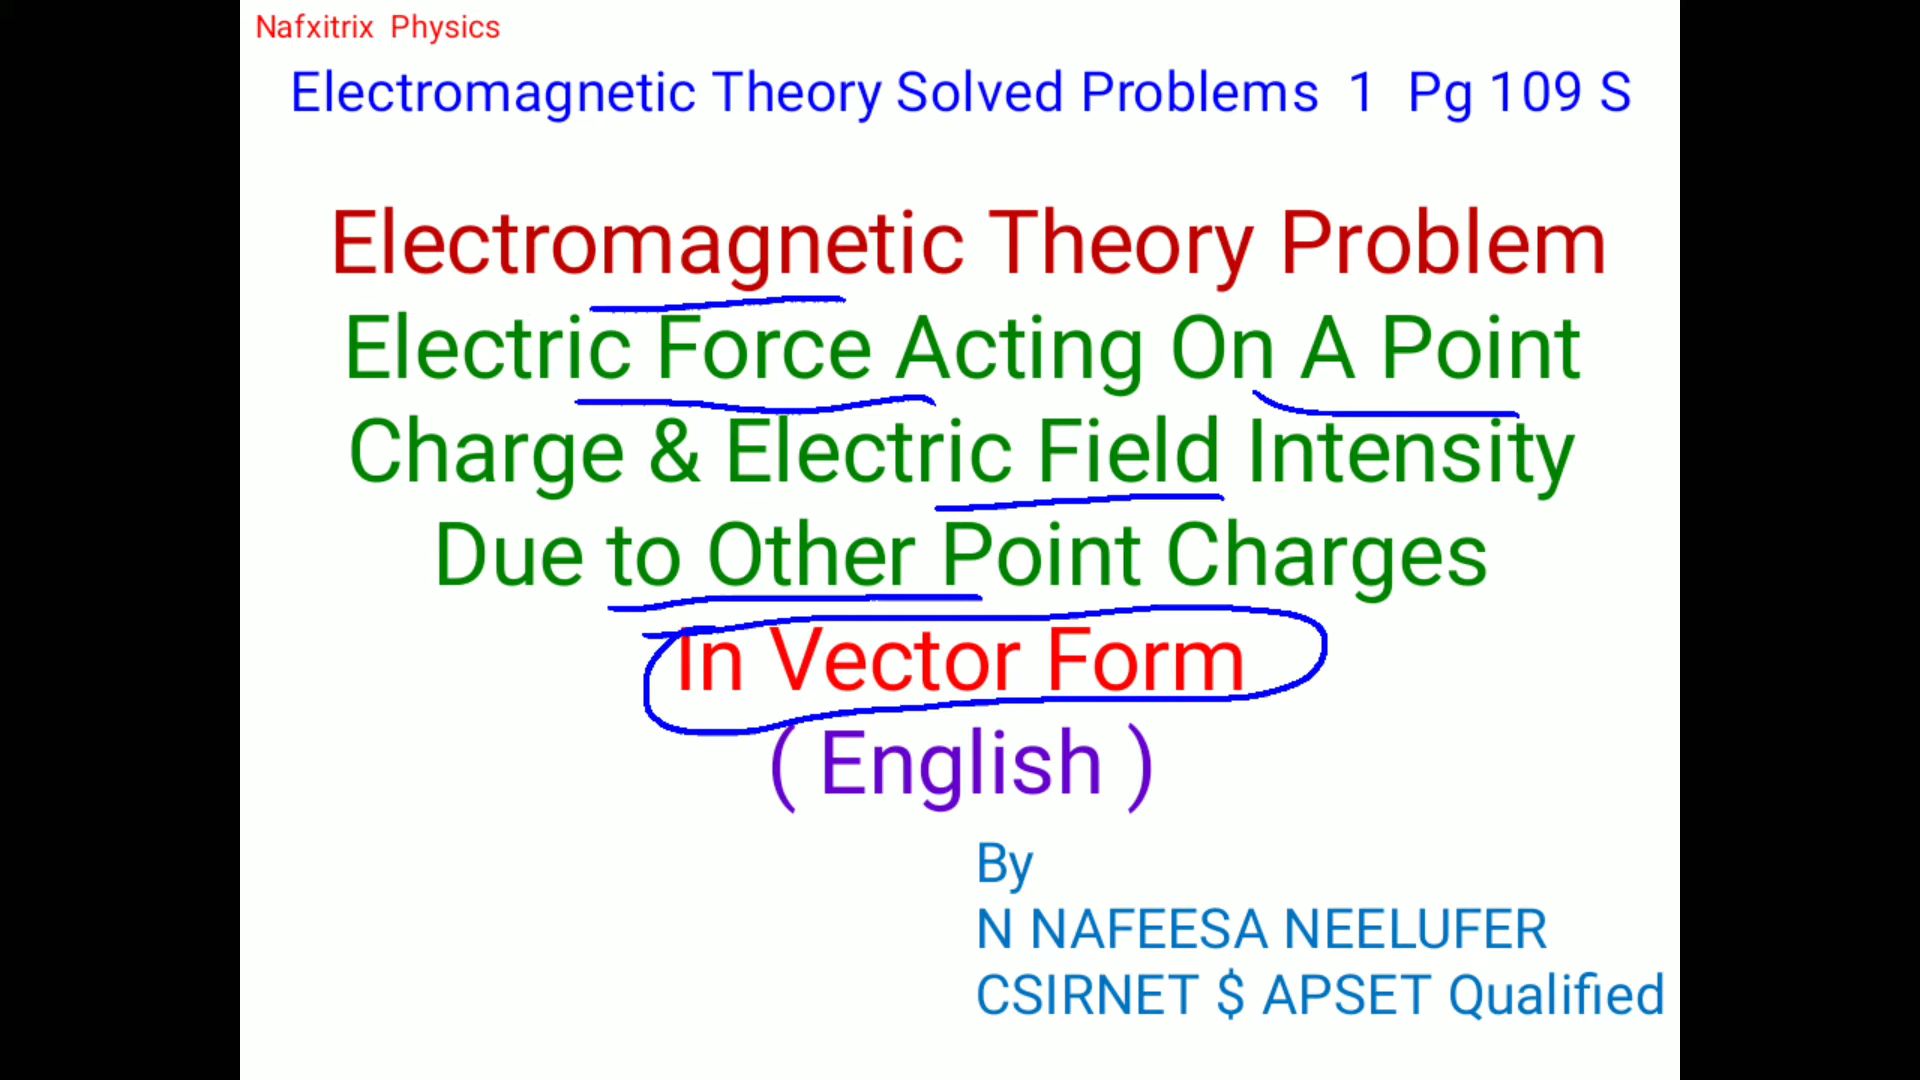 Nafxitrix Physics
Electromagnetic Theory Solved Problems 1 Pg 109 S
Electromagnetic Theory Problem
Electric Force Acting On A Point
Charge & Electric Field Intensity
Due to Other Point Charges
In Vector Form
( English )
By
N NAFEESA NEELUFER
CSIRNET $ APSET Qualified